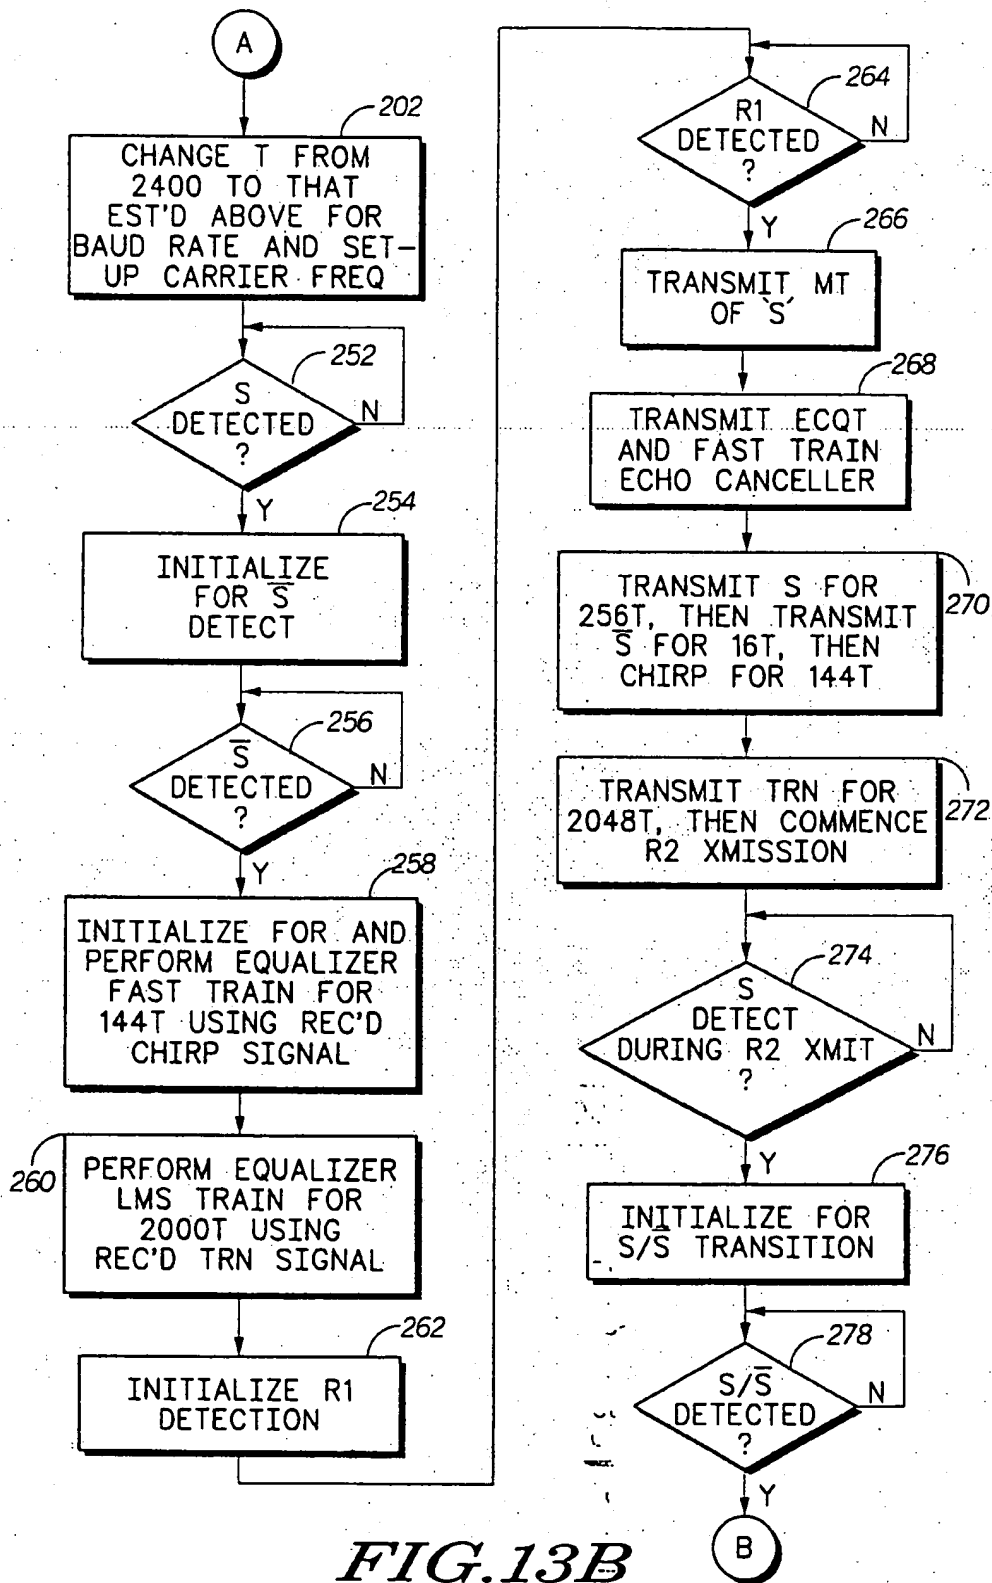 A
202
CHANGE T FROM
2400 TO THAT
EST'D ABOVE FOR
BAUD RATE AND SET-
UP CARRIER FREQ
252
S
DETECTED
?
N
Y
254
INITIALIZE
FOR S̅
DETECT
256
S̅
DETECTED
?
N
Y
258
INITIALIZE FOR AND
PERFORM EQUALIZER
FAST TRAIN FOR
144T USING REC'D
CHIRP SIGNAL
260
PERFORM EQUALIZER
LMS TRAIN FOR
2000T USING
REC'D TRN SIGNAL
262
INITIALIZE R1
DETECTION
264
R1
DETECTED
?
N
Y
266
TRANSMIT MT
OF 'S'
268
TRANSMIT ECQT
AND FAST TRAIN
ECHO CANCELLER
270
TRANSMIT S FOR
256T, THEN TRANSMIT
S̅ FOR 16T, THEN
CHIRP FOR 144T
272
TRANSMIT TRN FOR
2048T, THEN COMMENCE
R2 XMISSION
274
S
DETECT
DURING R2 XMIT
?
N
Y
276
INITIALIZE FOR
S/S̅ TRANSITION
278
S/S̅
DETECTED
?
N
Y
B
FIG.13B